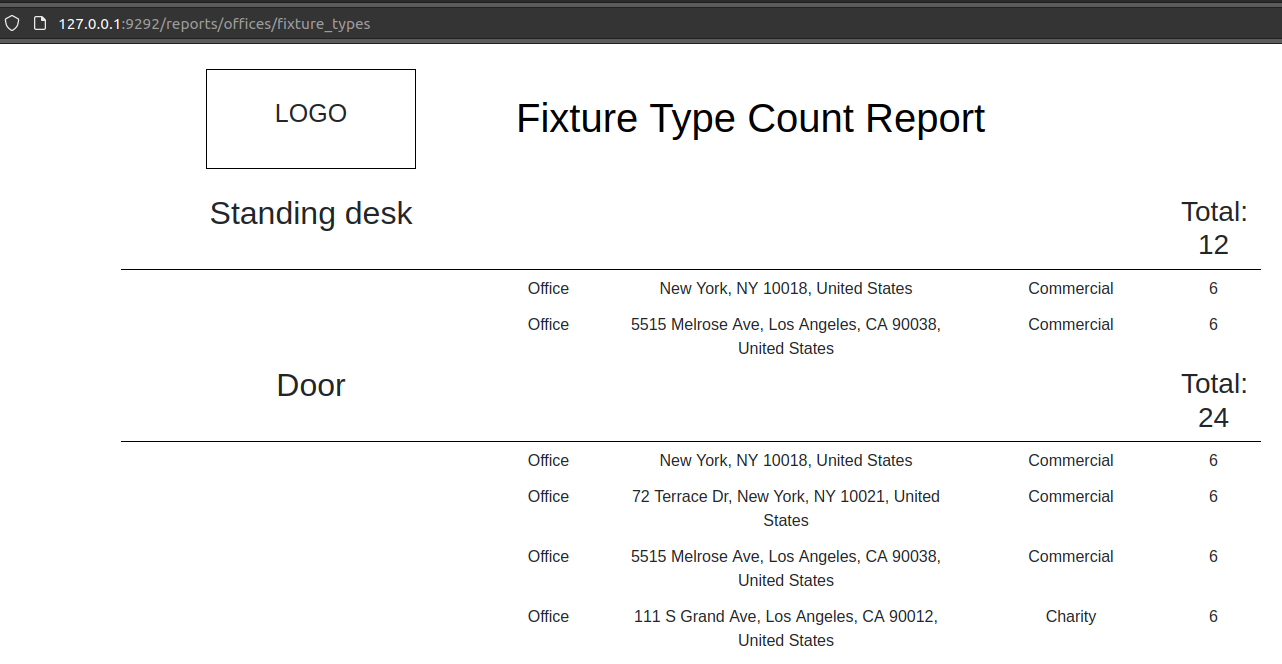 127.0.0.1:9292/reports/offices/fixture_types
LOGO
Fixture Type Count Report
Standing desk
Total:
12
Office New York, NY 10018, United States Commercial 6
Office 5515 Melrose Ave, Los Angeles, CA 90038, Commercial 6
United States
Door
Total:
24
Office New York, NY 10018, United States Commercial 6
Office 72 Terrace Dr, New York, NY 10021, United Commercial 6
States
Office 5515 Melrose Ave, Los Angeles, CA 90038, Commercial 6
United States
Office 111 S Grand Ave, Los Angeles, CA 90012, Charity 6
United States